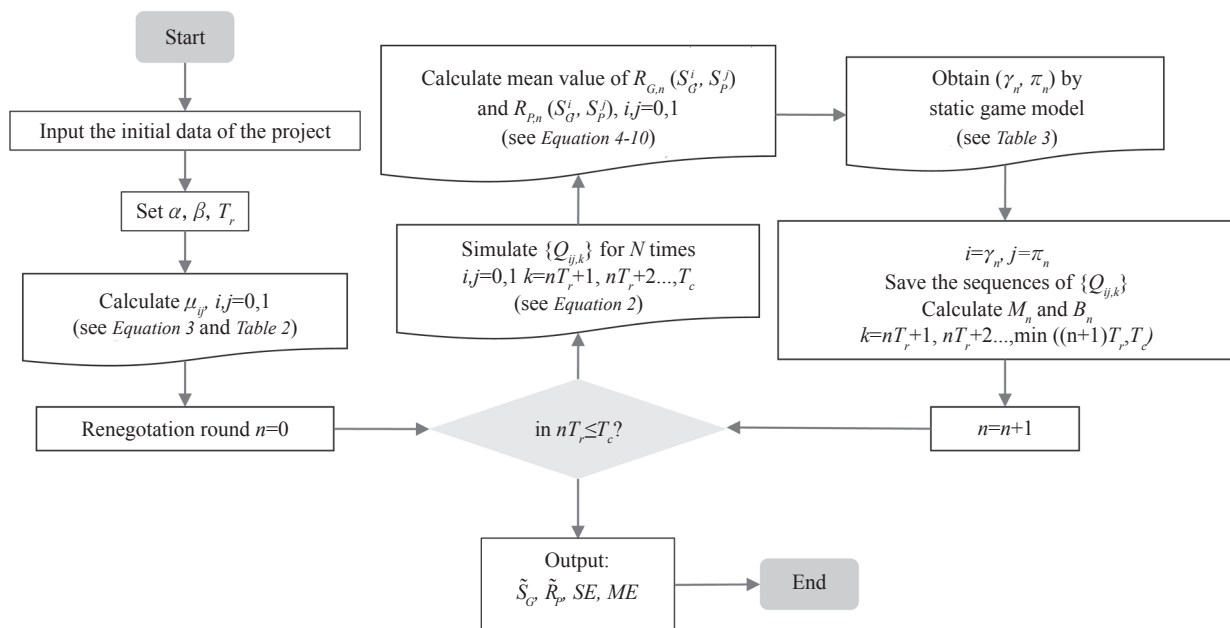 Start
Input the initial data of the project
Set α, β, T_r
Calculate μ_ij, i,j=0,1
(see Equation 3 and Table 2)
Renegotation round n=0
in nT_r≤T_c?
Simulate {Q_ij,k} for N times
i,j=0,1 k=nT_r+1, nT_r+2...,T_c
(see Equation 2)
Calculate mean value of R_G,n (S_G^i, S_P^j)
and R_P,n (S_G^i, S_P^j), i,j=0,1
(see Equation 4-10)
Obtain (γ_n, π_n) by
static game model
(see Table 3)
i=γ_n, j=π_n
Save the sequences of {Q_ij,k}
Calculate M_n and B_n
k=nT_r+1, nT_r+2...,min ((n+1)T_r,T_c)
n=n+1
Output:
S̃_G, R̃_P, SE, ME
End